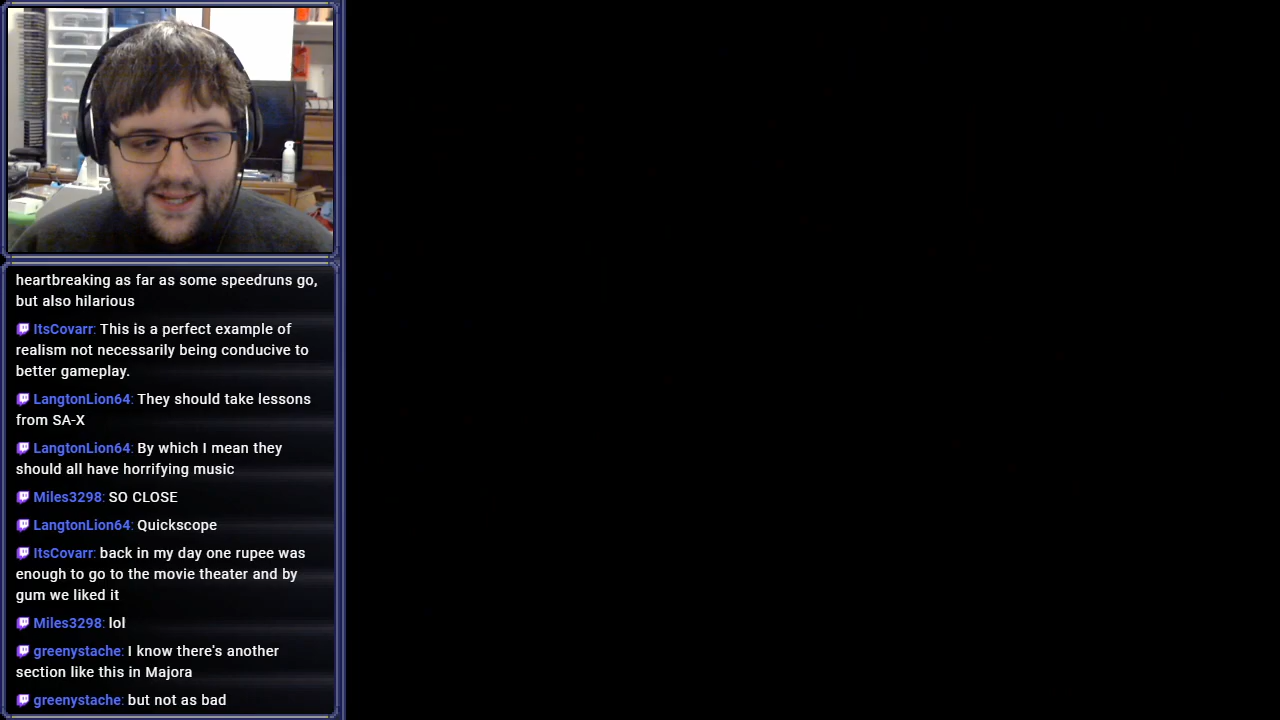 heartbreaking as far as some speedruns go,
but also hilarious
ItsCovarr: This is a perfect example of
realism not necessarily being conducive to
better gameplay.
LangtonLion64: They should take lessons
from SA-X
LangtonLion64: By which I mean they
should all have horrifying music
Miles3298: SO CLOSE
LangtonLion64: Quickscope
ItsCovarr: back in my day one rupee was
enough to go to the movie theater and by
gum we liked it
Miles3298: lol
greenystache: I know there's another
section like this in Majora
greenystache: but not as bad